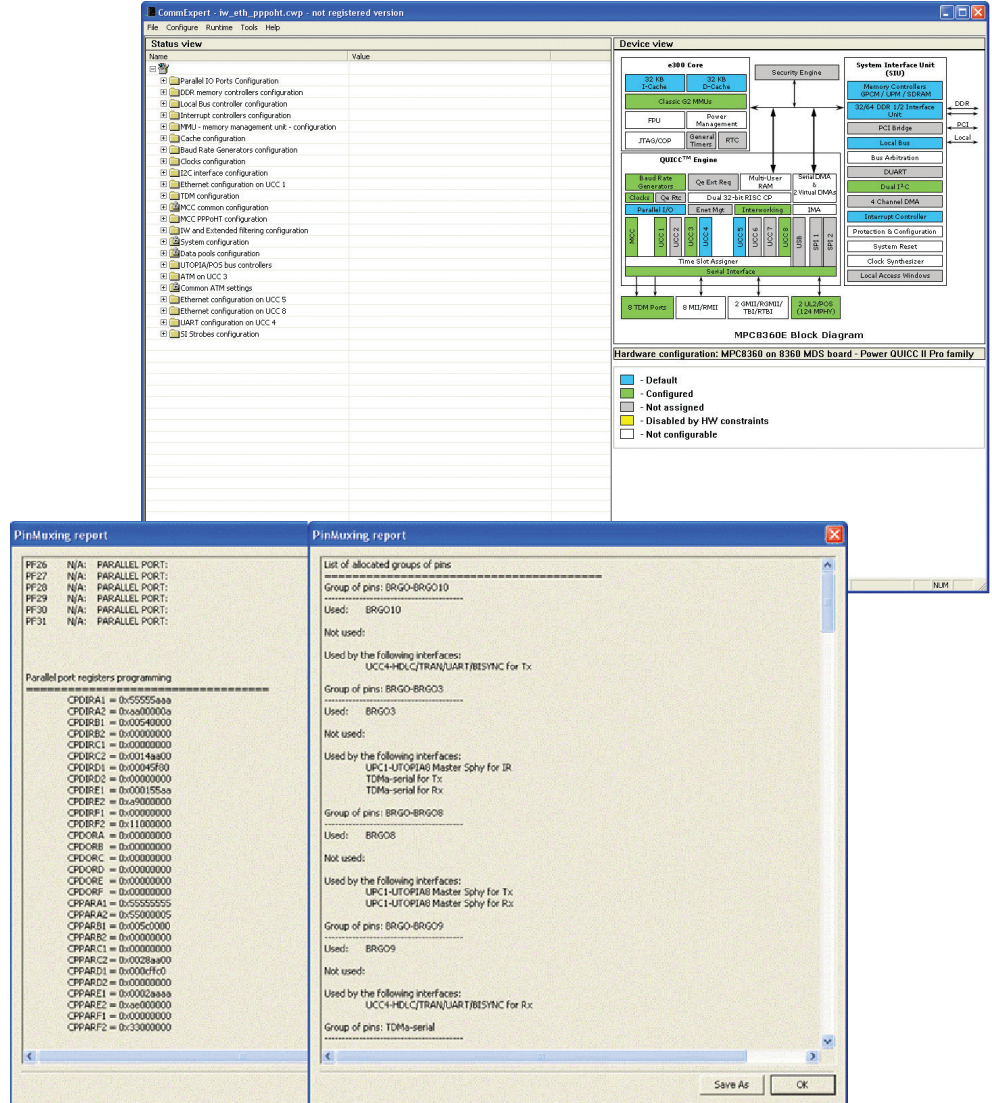 CommExpert - iw_eth_pppoht.cwp - not registered version
File Configure Runtime Tools Help
Status view
Name Value
Parallel IO Ports Configuration
DDR memory controllers configuration
Local Bus controller configuration
Interrupt controllers configuration
MMU - memory management unit - configuration
Cache configuration
Baud Rate Generators configuration
Clocks configuration
I2C interface configuration
Ethernet configuration on UCC 1
TDM configuration
MCC common configuration
MCC PPPoHT configuration
IW and Extended filtering configuration
System configuration
Data pools configuration
UTOPIA/POS bus controllers
ATM on UCC 3
Common ATM settings
Ethernet configuration on UCC 5
Ethernet configuration on UCC 8
UART configuration on UCC 4
SI Strobes configuration
Device view
e300 Core
32 KB I-Cache
32 KB D-Cache
Classic G2 MMUs
FPU
Power Management
JTAG/COP
General Timers
RTC
Security Engine
System Interface Unit (SIU)
Memory Controllers GPCM / UPM / SDRAM
32/64 DDR 1/2 Interface Unit
PCI Bridge
Local Bus
Bus Arbitration
DUART
Dual I²C
4 Channel DMA
Interrupt Controller
Protection & Configuration
System Reset
Clock Synthesizer
Local Access Windows
DDR
PCI
Local
QUICC™ Engine
Baud Rate Generators
Qe Ext Req
Multi-User RAM
Serial DMA & 2 Virtual DMAs
Clocks
Qe Rtc
Dual 32-bit RISC CP
Parallel I/O
Enet Mgt
Interworking
IMA
MCC
UCC 1
UCC 2
UCC 3
UCC 4
UCC 5
UCC 6
UCC 7
UCC 8
USB
SPI 1
SPI 2
Time Slot Assigner
Serial Interface
8 TDM Ports
8 MII/RMII
2 GMII/RGMII/ TBI/RTBI
2 UL2/POS (124 MPHY)
MPC8360E Block Diagram
Hardware configuration: MPC8360 on 8360 MDS board - Power QUICC II Pro family
- Default
- Configured
- Not assigned
- Disabled by HW constraints
- Not configurable
NUM
PinMuxing report
PF26 N/A: PARALLEL PORT:
PF27 N/A: PARALLEL PORT:
PF28 N/A: PARALLEL PORT:
PF29 N/A: PARALLEL PORT:
PF30 N/A: PARALLEL PORT:
PF31 N/A: PARALLEL PORT:
Parallel port registers programming
CPDIRA1 = 0x55555aaa
CPDIRA2 = 0xaa00000a
CPDIRB1 = 0x00540000
CPDIRB2 = 0x00000000
CPDIRC1 = 0x00000000
CPDIRC2 = 0x0014aa00
CPDIRD1 = 0x00045f80
CPDIRD2 = 0x00000000
CPDIRE1 = 0x000155aa
CPDIRE2 = 0xa9000000
CPDIRF1 = 0x00000000
CPDIRF2 = 0x11000000
CPDORA = 0x00000000
CPDORB = 0x00000000
CPDORC = 0x00000000
CPDORD = 0x00000000
CPDORE = 0x00000000
CPDORF = 0x00000000
CPPARA1 = 0x55555555
CPPARA2 = 0x55000005
CPPARB1 = 0x005c0000
CPPARB2 = 0x00000000
CPPARC1 = 0x00000000
CPPARC2 = 0x0028aa00
CPPARD1 = 0x000cffc0
CPPARD2 = 0x00000000
CPPARE1 = 0x0002aaaa
CPPARE2 = 0xae000000
CPPARF1 = 0x00000000
CPPARF2 = 0x33000000
PinMuxing report
List of allocated groups of pins
Group of pins: BRGO-BRGO10
Used: BRGO10
Not used:
Used by the following interfaces:
UCC4-HDLC/TRAN/UART/BISYNC for Tx
Group of pins: BRGO-BRGO3
Used: BRGO3
Not used:
Used by the following interfaces:
UPC1-UTOPIA8 Master Sphy for IR
TDMa-serial for Tx
TDMa-serial for Rx
Group of pins: BRGO-BRGO8
Used: BRGO8
Not used:
Used by the following interfaces:
UPC1-UTOPIA8 Master Sphy for Tx
UPC1-UTOPIA8 Master Sphy for Rx
Group of pins: BRGO-BRGO9
Used: BRGO9
Not used:
Used by the following interfaces:
UCC4-HDLC/TRAN/UART/BISYNC for Rx
Group of pins: TDMa-serial
Save As
OK